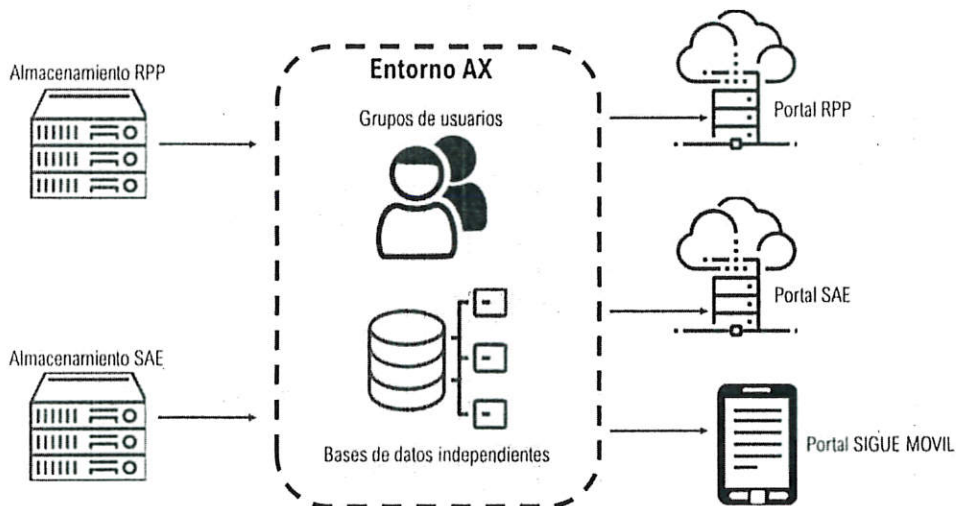 Almacenamiento RPP
Almacenamiento SAE
Entorno AX
Grupos de usuarios
Bases de datos independientes
Portal RPP
Portal SAE
Portal SIGUE MOVIL